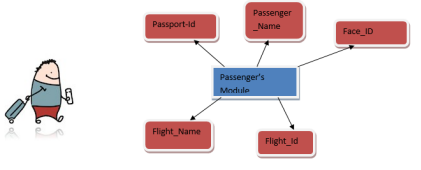 Passport-Id
Passenger
_Name
Face_ID
Passenger's
Module
Flight_Name
Flight_Id